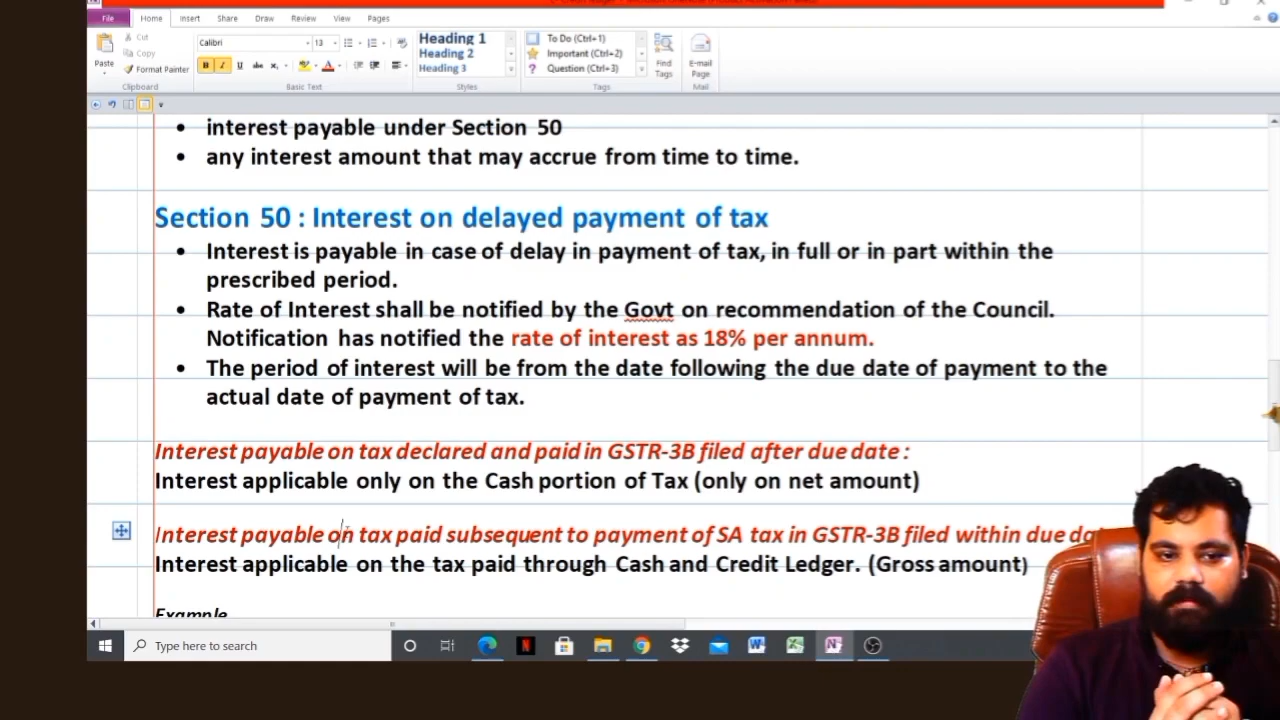 File Home Insert Share Draw Review View Pages
Cut
Copy
Paste
Format Painter
Clipboard
Calibri 13
B I U abc
Basic Text
Heading 1
Heading 2
Heading 3
Styles
To Do (Ctrl+1)
Important (Ctrl+2)
Question (Ctrl+3)
Tags
Find
Tags
E-mail
Page
Mail
• interest payable under Section 50
• any interest amount that may accrue from time to time.
Section 50 : Interest on delayed payment of tax
• Interest is payable in case of delay in payment of tax, in full or in part within the
prescribed period.
• Rate of Interest shall be notified by the Govt on recommendation of the Council.
Notification has notified the rate of interest as 18% per annum.
• The period of interest will be from the date following the due date of payment to the
actual date of payment of tax.
Interest payable on tax declared and paid in GSTR-3B filed after due date :
Interest applicable only on the Cash portion of Tax (only on net amount)
Interest payable on tax paid subsequent to payment of SA tax in GSTR-3B filed within due
Interest applicable on the tax paid through Cash and Credit Ledger. (Gross amount)
Example
Type here to search